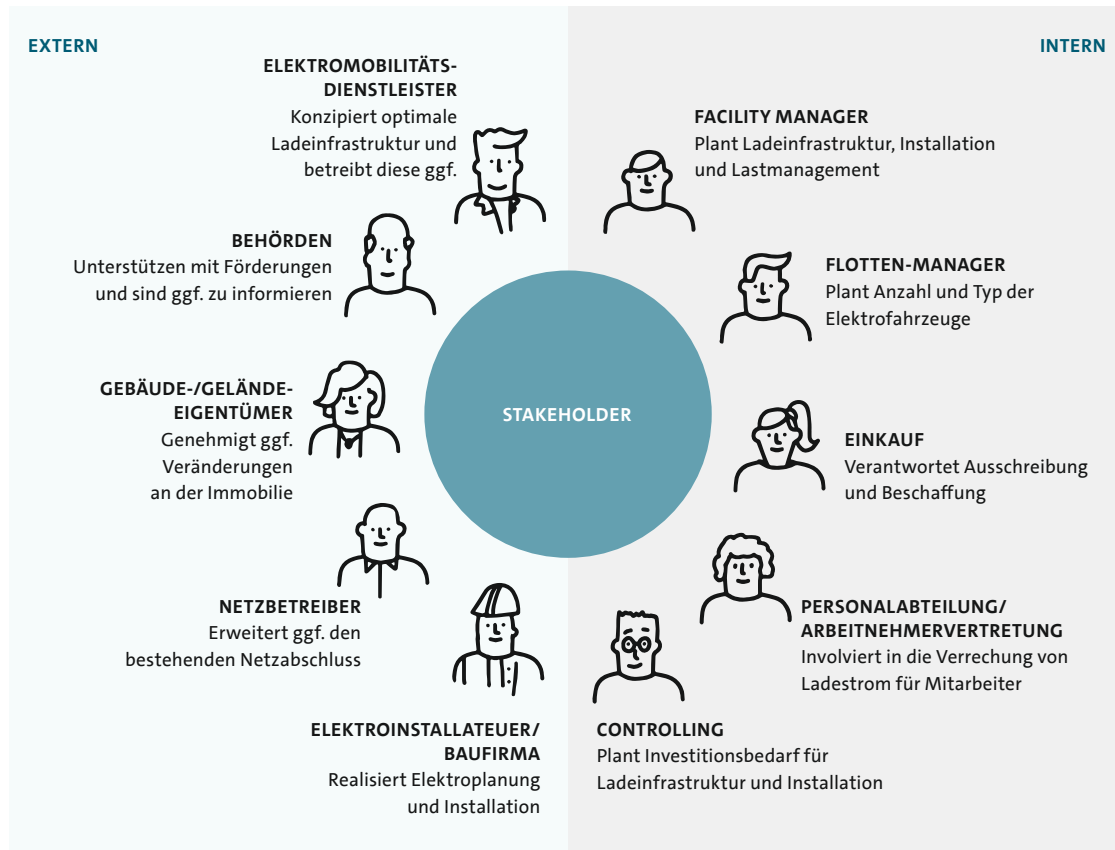 EXTERN
ELEKTROMOBILITÄTS-
DIENSTLEISTER
Konzipiert optimale
Ladeinfrastruktur und
betreibt diese ggf.
BEHÖRDEN
Unterstützen mit Förderungen
und sind ggf. zu informieren
GEBÄUDE-/GELÄNDE-
EIGENTÜMER
Genehmigt ggf.
Veränderungen
an der Immobilie
NETZBETREIBER
Erweitert ggf. den
bestehenden Netzabschluss
ELEKTROINSTALLATEUER/
BAUFIRMA
Realisiert Elektroplanung
und Installation
STAKEHOLDER
INTERN
FACILITY MANAGER
Plant Ladeinfrastruktur, Installation
und Lastmanagement
FLOTTEN-MANAGER
Plant Anzahl und Typ der
Elektrofahrzeuge
EINKAUF
Verantwortet Ausschreibung
und Beschaffung
PERSONALABTEILUNG/
ARBEITNEHMERVERTRETUNG
Involviert in die Verrechung von
Ladestrom für Mitarbeiter
CONTROLLING
Plant Investitionsbedarf für
Ladeinfrastruktur und Installation